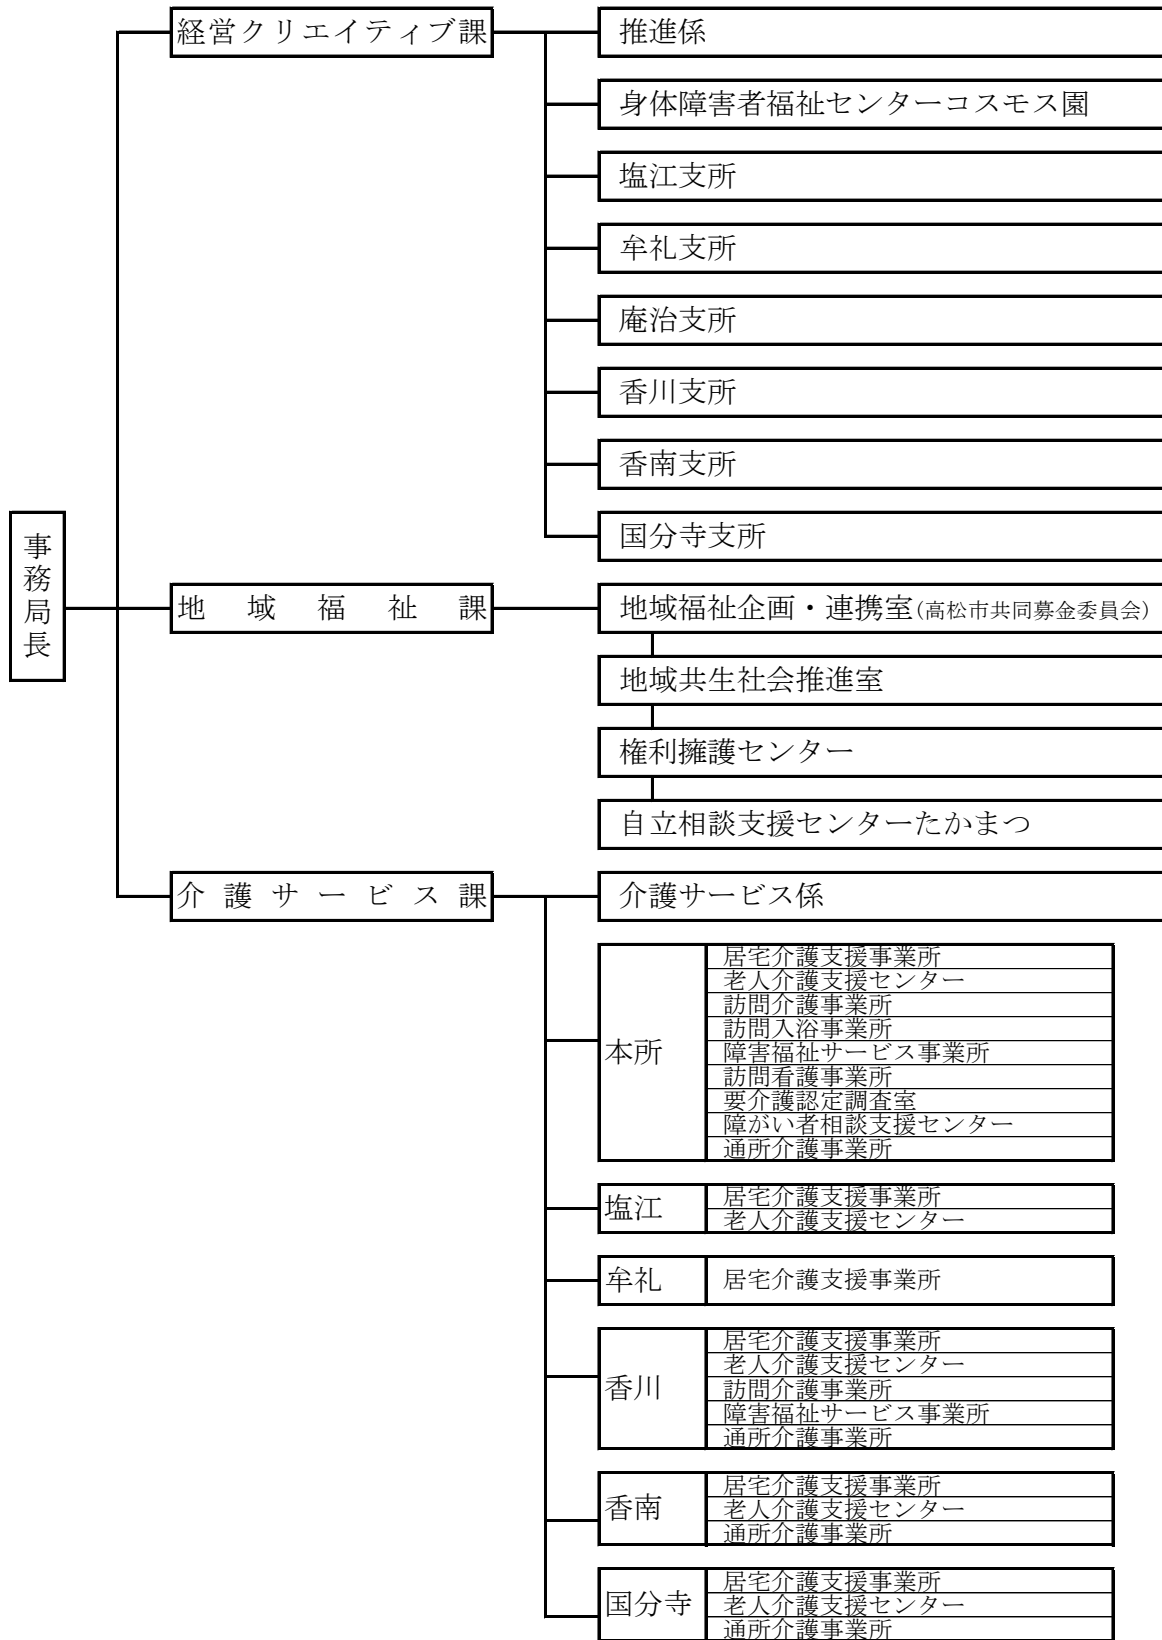 事務局長
経営クリエイティブ課
推進係
身体障害者福祉センターコスモス園
塩江支所
牟礼支所
庵治支所
香川支所
香南支所
国分寺支所
地域福祉課
地域福祉企画・連携室(高松市共同募金委員会)
地域共生社会推進室
権利擁護センター
自立相談支援センターたかまつ
介護サービス課
介護サービス係
本所
居宅介護支援事業所
老人介護支援センター
訪問介護事業所
訪問入浴事業所
障害福祉サービス事業所
訪問看護事業所
要介護認定調査室
障がい者相談支援センター
通所介護事業所
塩江
居宅介護支援事業所
老人介護支援センター
牟礼
居宅介護支援事業所
香川
居宅介護支援事業所
老人介護支援センター
訪問介護事業所
障害福祉サービス事業所
通所介護事業所
香南
居宅介護支援事業所
老人介護支援センター
通所介護事業所
国分寺
居宅介護支援事業所
老人介護支援センター
通所介護事業所